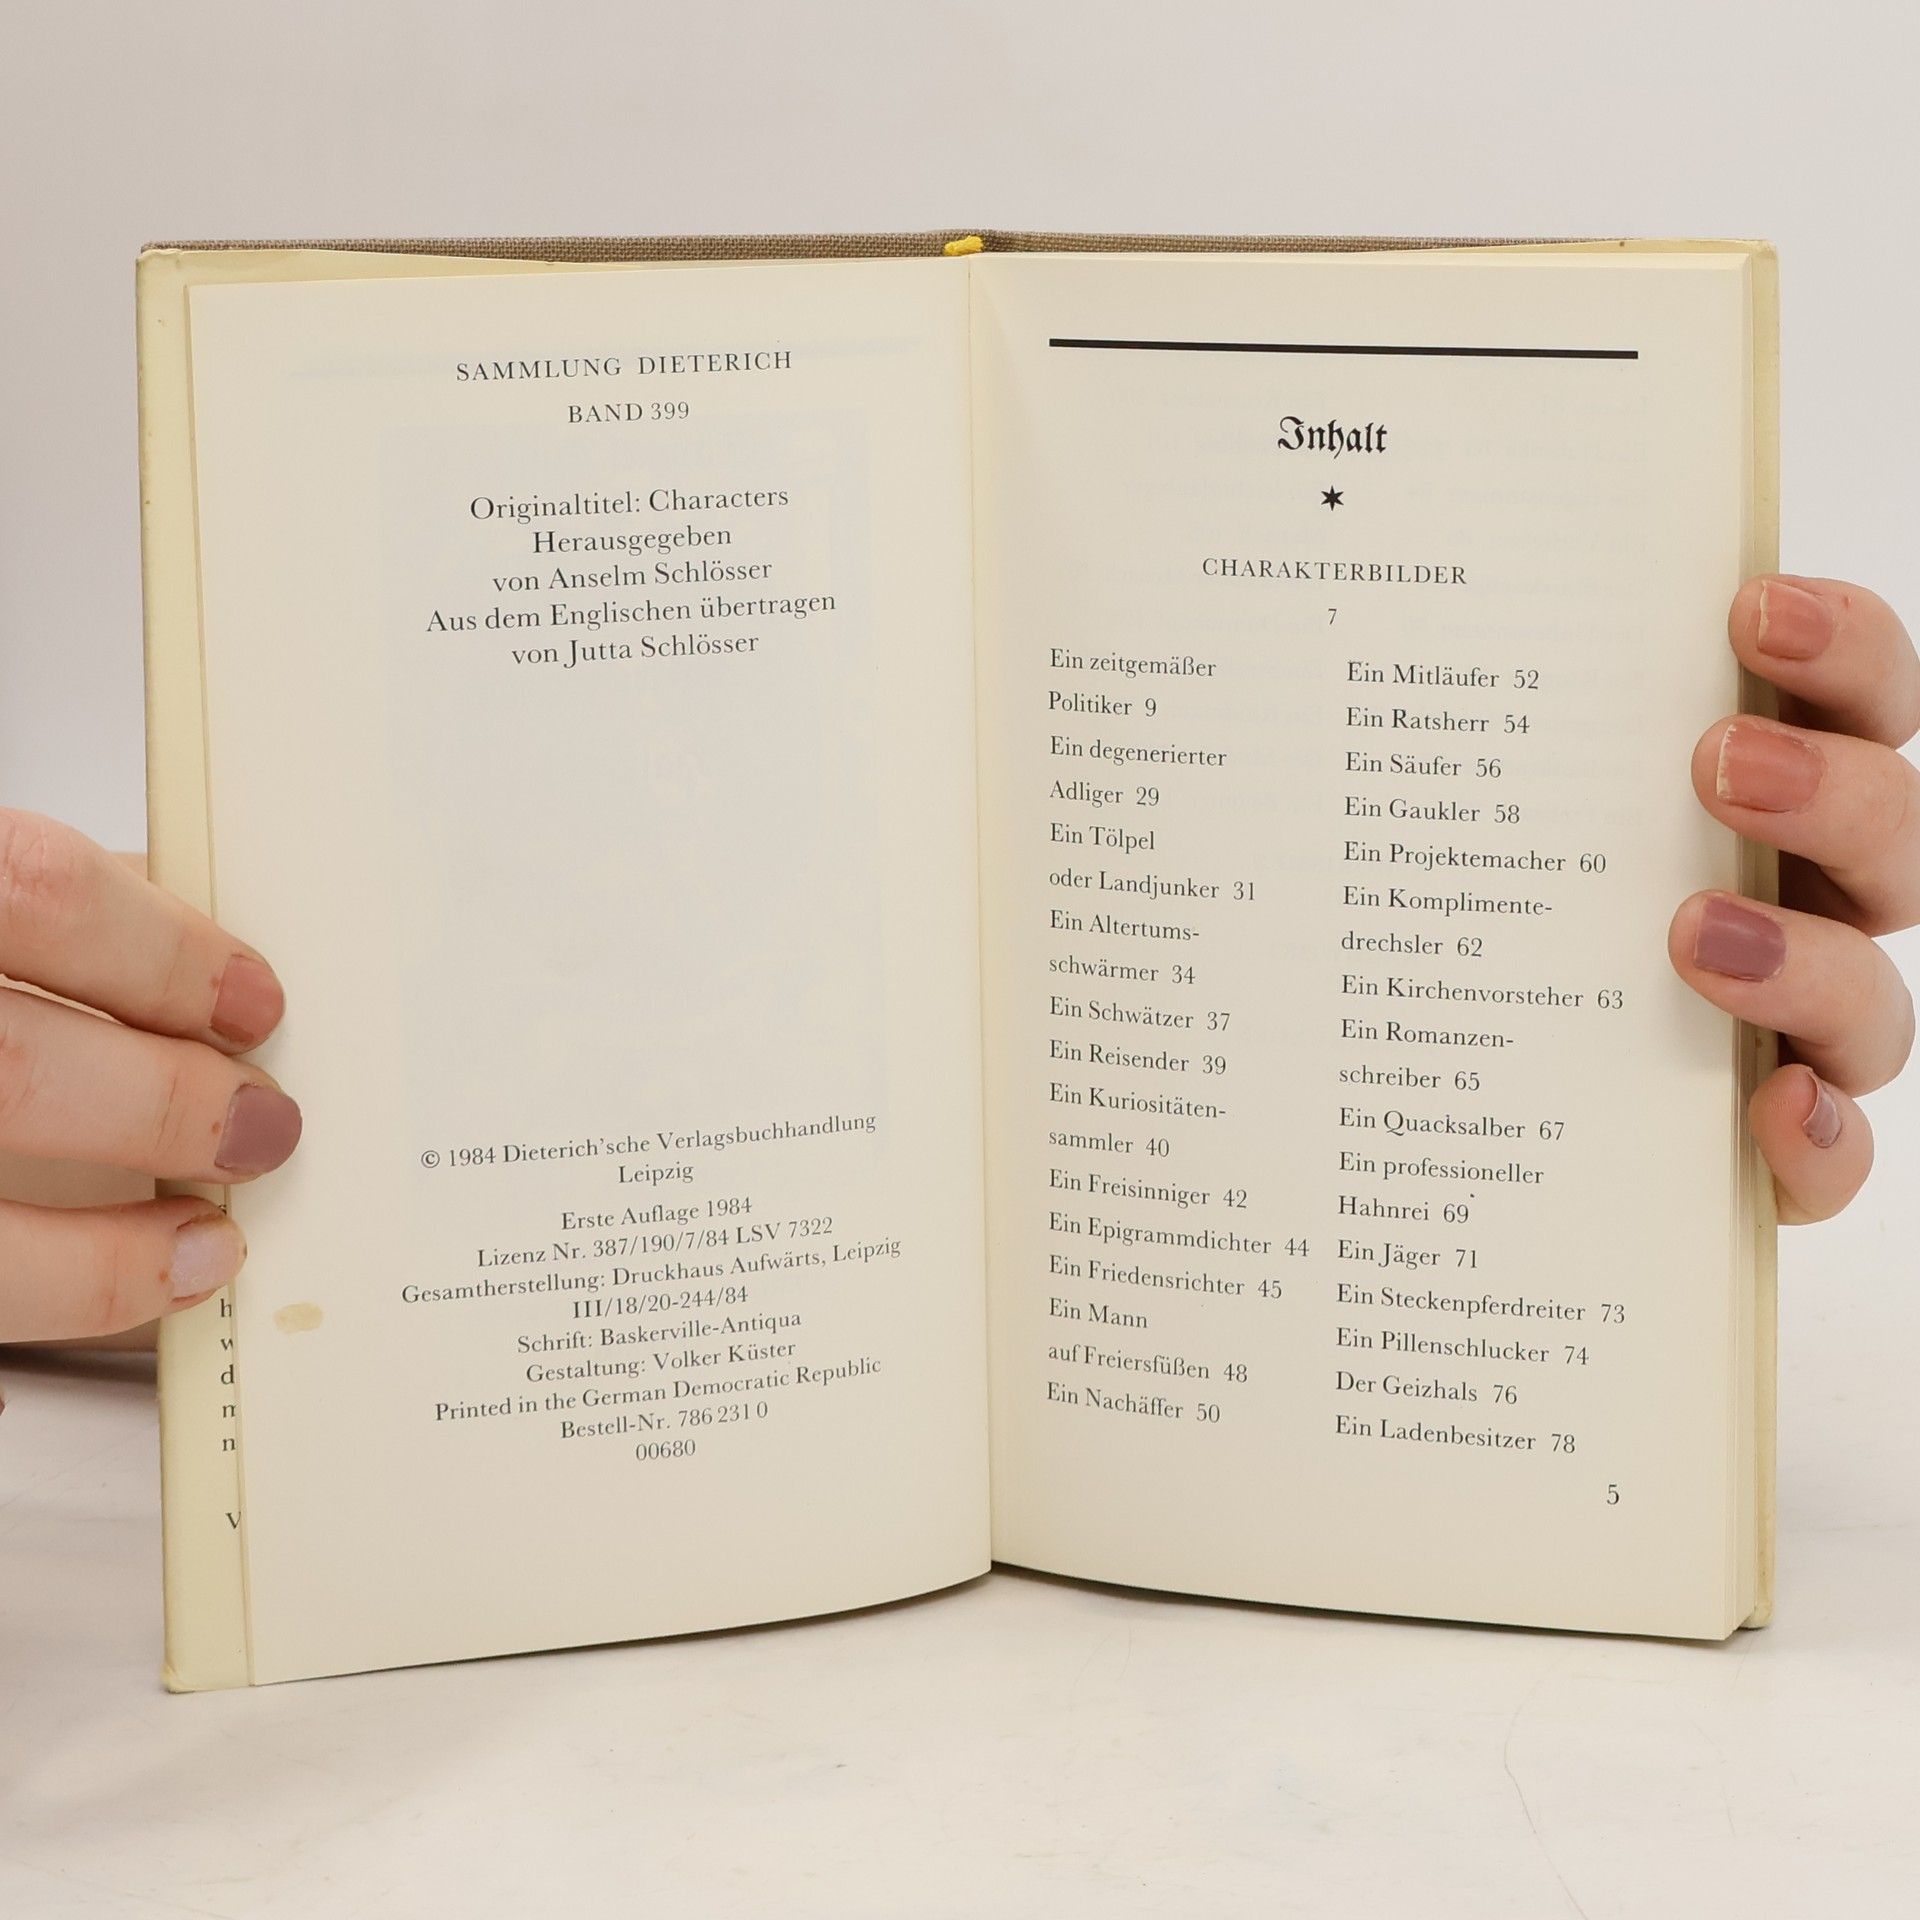 SAMMLUNG DIETERICH
BAND 399
Originaltitel: Characters
Herausgegeben
von Anselm Schlösser
Aus dem Englischen übertragen
von Jutta Schlösser
© 1984 Dieterich'sche Verlagsbuchhandlung
Leipzig
Erste Auflage 1984
Lizenz Nr. 387/190/7/84 LSV 7322
Gesamtherstellung: Druckhaus Aufwärts, Leipzig
III/18/20-244/84
Schrift: Baskerville-Antiqua
Gestaltung: Volker Küster
Printed in the German Democratic Republic
Bestell-Nr. 786 231 0
00680
Inhalt
CHARAKTERBILDER
7
Ein zeitgemäßer
Politiker 9
Ein degenerierter
Adliger 29
Ein Tölpel
oder Landjunker 31
Ein Altertums-
schwärmer 34
Ein Schwätzer 37
Ein Reisender 39
Ein Kuriositäten-
sammler 40
Ein Freisinniger 42
Ein Epigrammdichter 44
Ein Friedensrichter 45
Ein Mann
auf Freiersfüßen 48
Ein Nachäffer 50
Ein Mitläufer 52
Ein Ratsherr 54
Ein Säufer 56
Ein Gaukler 58
Ein Projektemacher 60
Ein Komplimente-
drechsler 62
Ein Kirchenvorsteher 63
Ein Romanzen-
schreiber 65
Ein Quacksalber 67
Ein professioneller
Hahnrei 69
Ein Jäger 71
Ein Steckenpferdreiter 73
Ein Pillenschlucker 74
Der Geizhals 76
Ein Ladenbesitzer 78
5